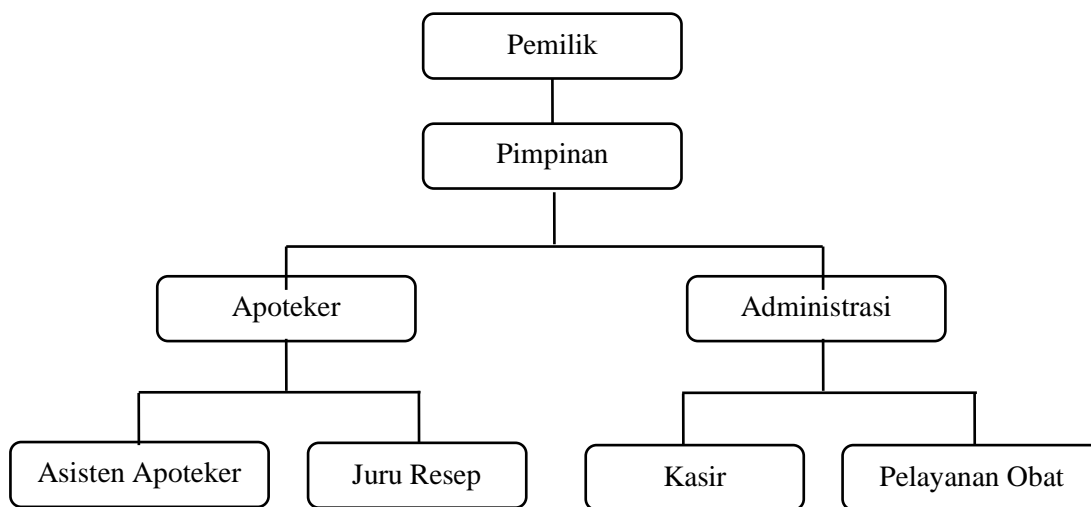 Pemilik
Pimpinan
Apoteker
Administrasi
Asisten Apoteker
Juru Resep
Kasir
Pelayanan Obat